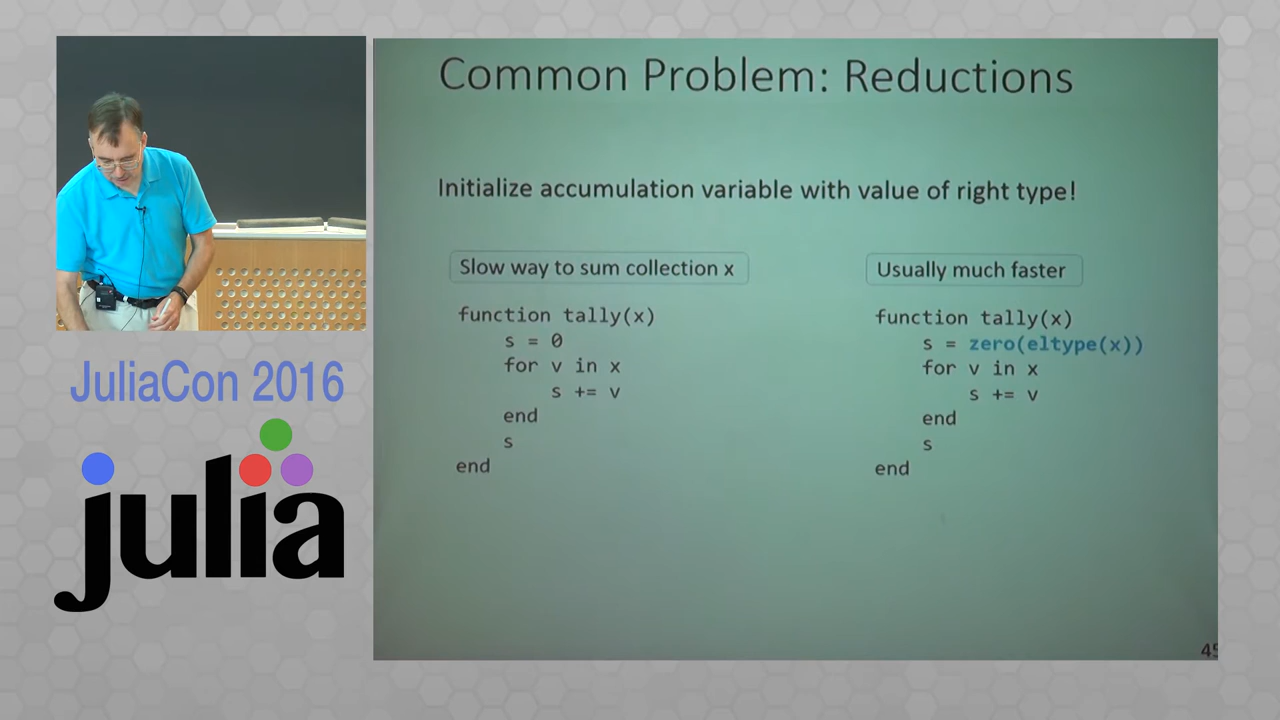 Common Problem: Reductions
Initialize accumulation variable with value of right type!
Slow way to sum collection x
function tally(x)
s = 0
for v in x
s += v
end
s
end
Usually much faster
function tally(x)
s = zero(eltype(x))
for v in x
s += v
end
s
end
JuliaCon 2016
julia